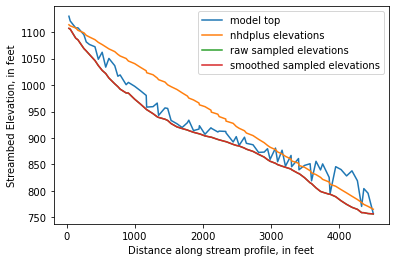 model top
nhdplus elevations
raw sampled elevations
smoothed sampled elevations
Streambed Elevation, in feet
1100
1050
1000
950
900
850
800
750
0
1000
2000
3000
4000
Distance along stream profile, in feet